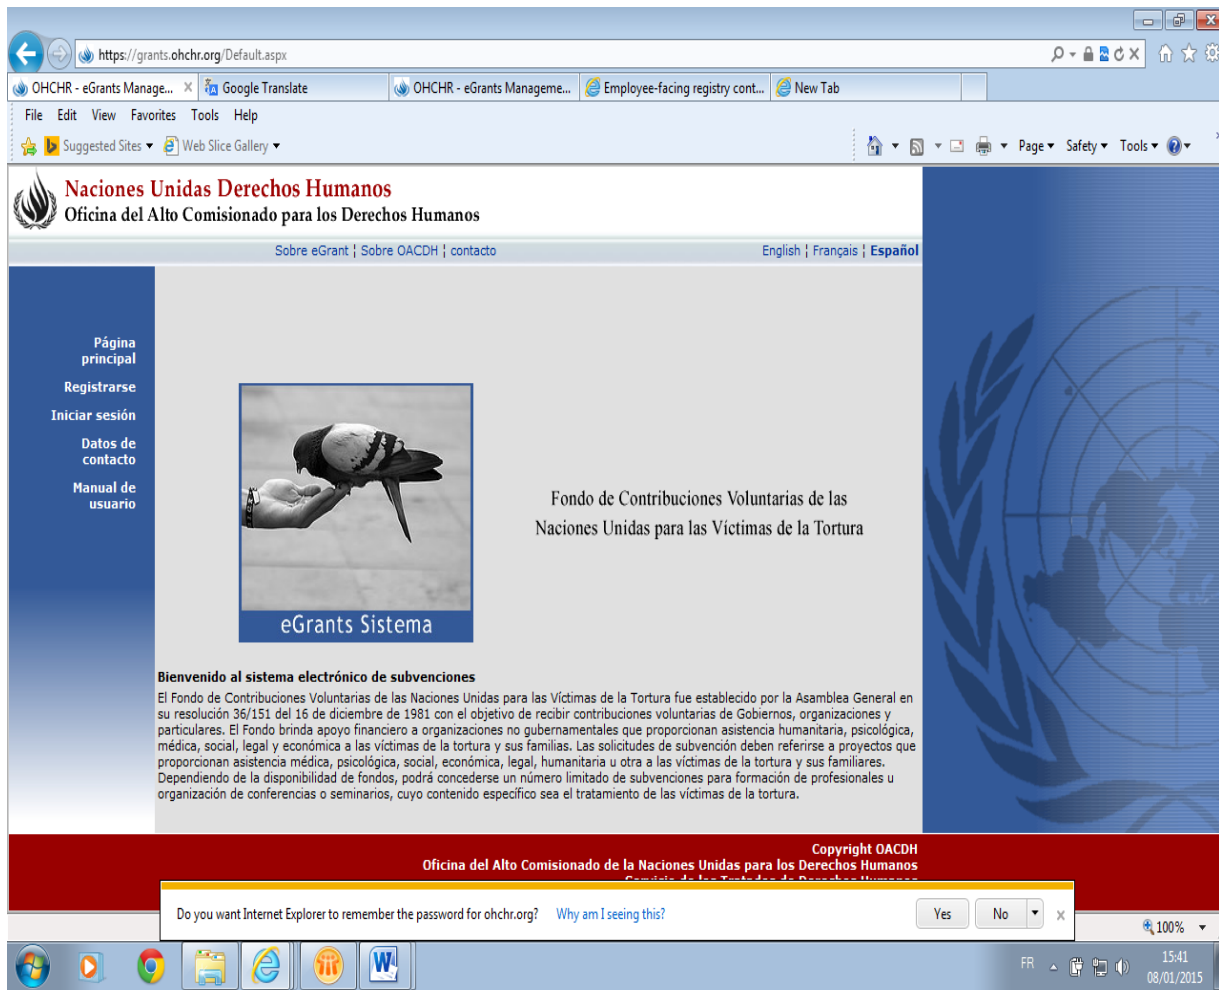 https://grants.ohchr.org/Default.aspx
OHCHR - eGrants Manage...
Google Translate
OHCHR - eGrants Manageme...
Employee-facing registry cont...
New Tab
File Edit View Favorites Tools Help
Suggested Sites
Web Slice Gallery
Page Safety Tools
Naciones Unidas Derechos Humanos
Oficina del Alto Comisionado para los Derechos Humanos
Sobre eGrant ¦ Sobre OACDH ¦ contacto
English ¦ Français ¦ Español
Página
principal
Registrarse
Iniciar sesión
Datos de
contacto
Manual de
usuario
Fondo de Contribuciones Voluntarias de las
Naciones Unidas para las Víctimas de la Tortura
eGrants Sistema
Bienvenido al sistema electrónico de subvenciones
El Fondo de Contribuciones Voluntarias de las Naciones Unidas para las Víctimas de la Tortura fue establecido por la Asamblea General en
su resolución 36/151 del 16 de diciembre de 1981 con el objetivo de recibir contribuciones voluntarias de Gobiernos, organizaciones y
particulares. El Fondo brinda apoyo financiero a organizaciones no gubernamentales que proporcionan asistencia humanitaria, psicológica,
médica, social, legal y económica a las víctimas de la tortura y sus familias. Las solicitudes de subvención deben referirse a proyectos que
proporcionan asistencia médica, psicológica, social, económica, legal, humanitaria u otra a las víctimas de la tortura y sus familiares.
Dependiendo de la disponibilidad de fondos, podrá concederse un número limitado de subvenciones para formación de profesionales u
organización de conferencias o seminarios, cuyo contenido específico sea el tratamiento de las víctimas de la tortura.
Copyright OACDH
Oficina del Alto Comisionado de la Naciones Unidas para los Derechos Humanos
Servicio de los Tratados de Derechos Humanos
Do you want Internet Explorer to remember the password for ohchr.org? Why am I seeing this?
Yes
No
100%
FR
15:41
08/01/2015